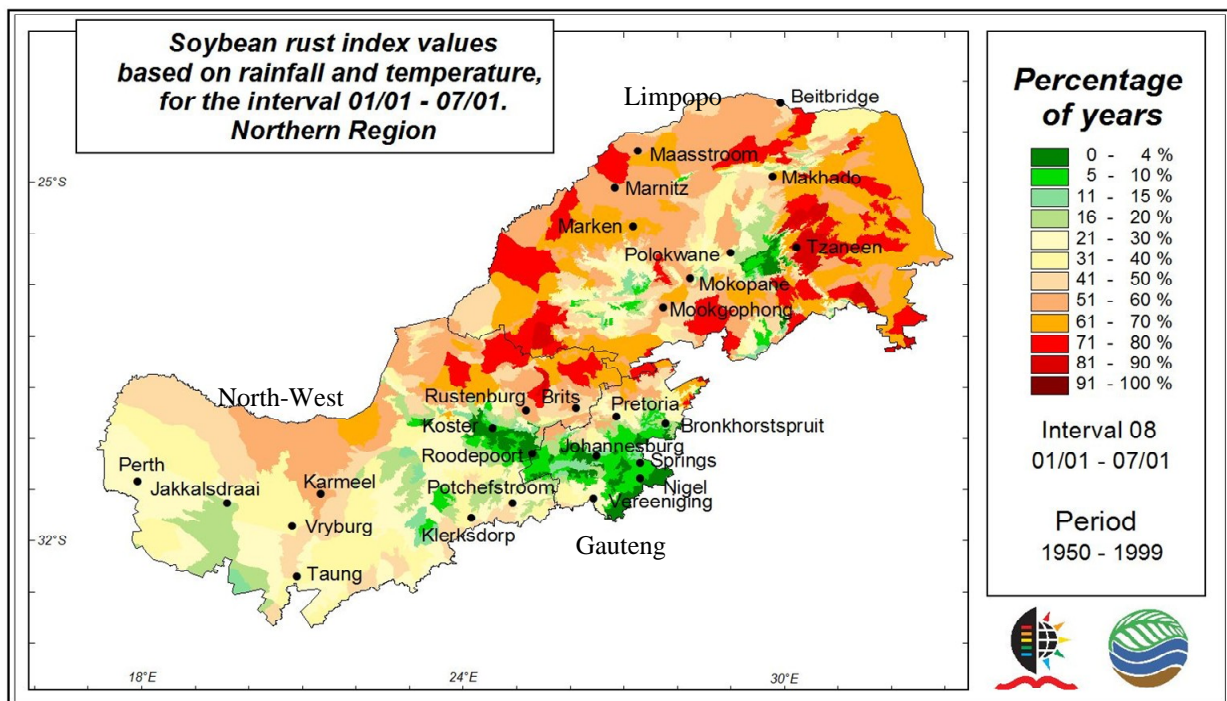 Soybean rust index values
based on rainfall and temperature,
for the interval 01/01 - 07/01.
Northern Region
Limpopo
Beitbridge
Maasstroom
Makhado
Marnitz
Marken
Tzaneen
Polokwane
Mokopane
Mookgophong
North-West
Rustenburg
Brits
Pretoria
Koster
Bronkhorstspruit
Johannesburg
Roodepoort
Springs
Perth
Karmeel
Potchefstroom
Nigel
Jakkalsdraai
Vereeniging
Vryburg
Klerksdorp
Gauteng
Taung
25°S
32°S
18°E
24°E
30°E
Percentage
of years
0 - 4 %
5 - 10 %
11 - 15 %
16 - 20 %
21 - 30 %
31 - 40 %
41 - 50 %
51 - 60 %
61 - 70 %
71 - 80 %
81 - 90 %
91 - 100 %
Interval 08
01/01 - 07/01
Period
1950 - 1999